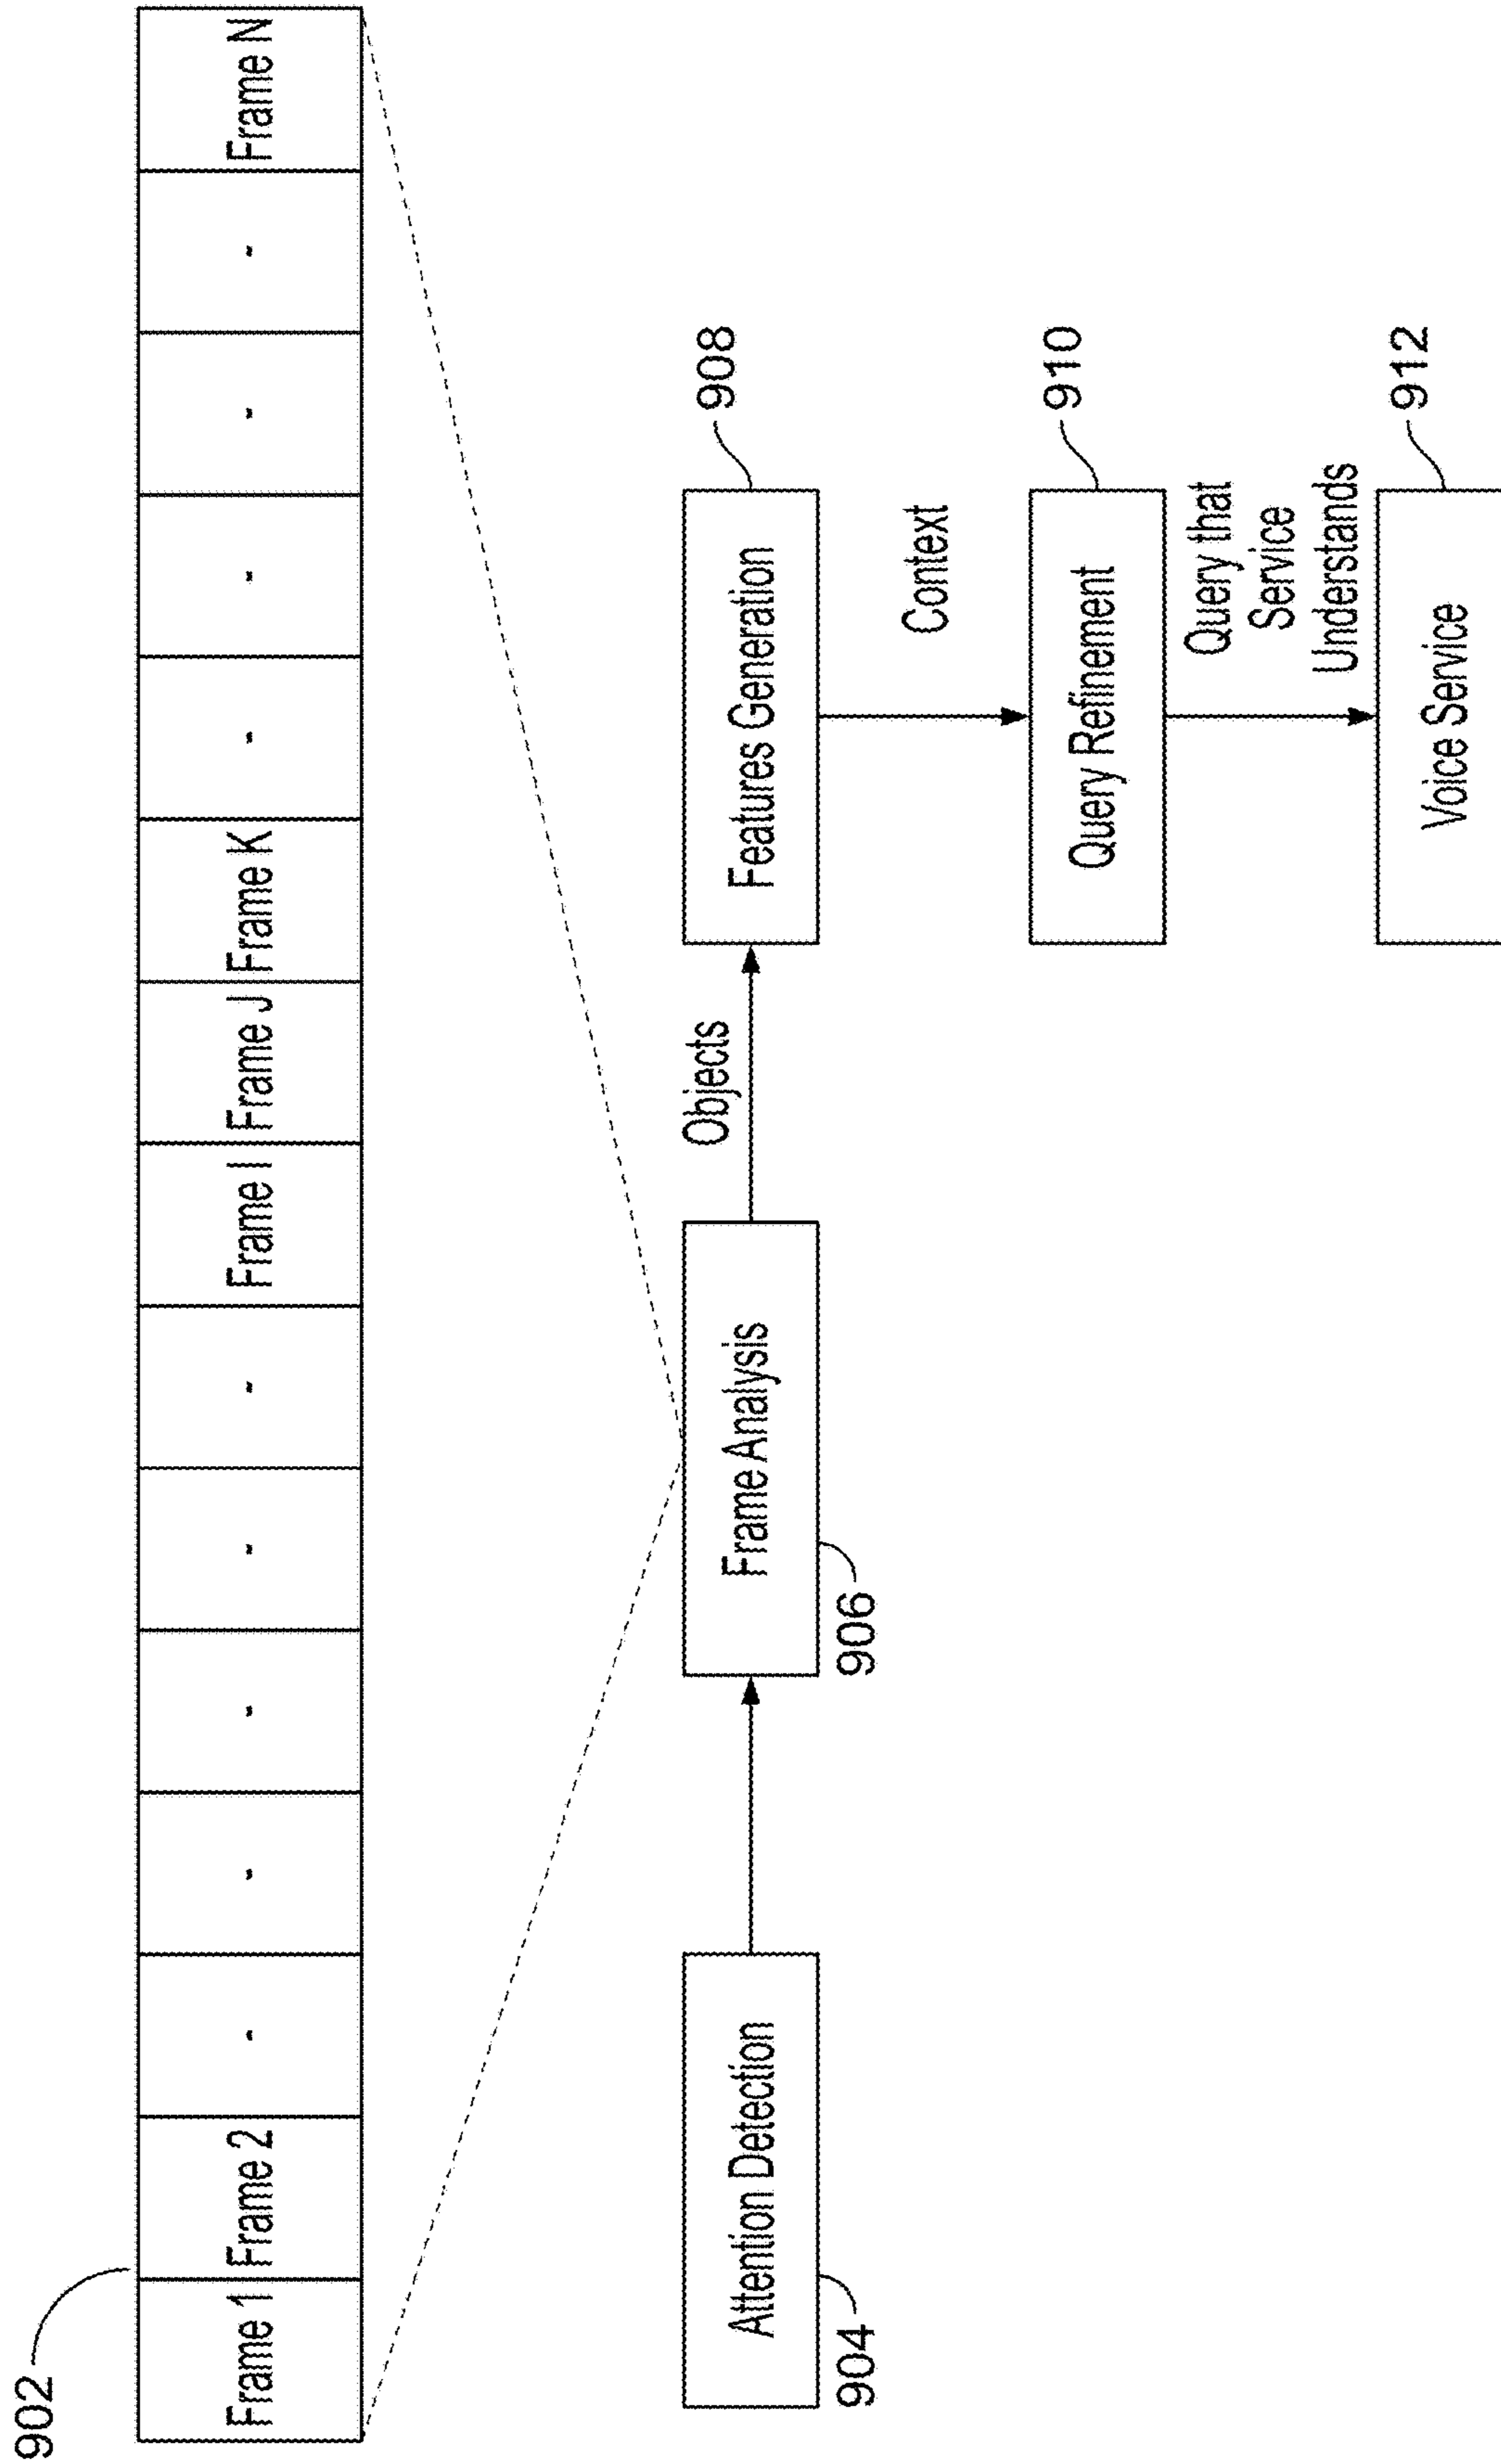 902
Frame 1
Frame 2
Frame I
Frame J
Frame K
Frame N
Attention Detection
904
Frame Analysis
906
Objects
Features Generation
908
Context
Query Refinement
910
Query that
Service
Understands
Voice Service
912